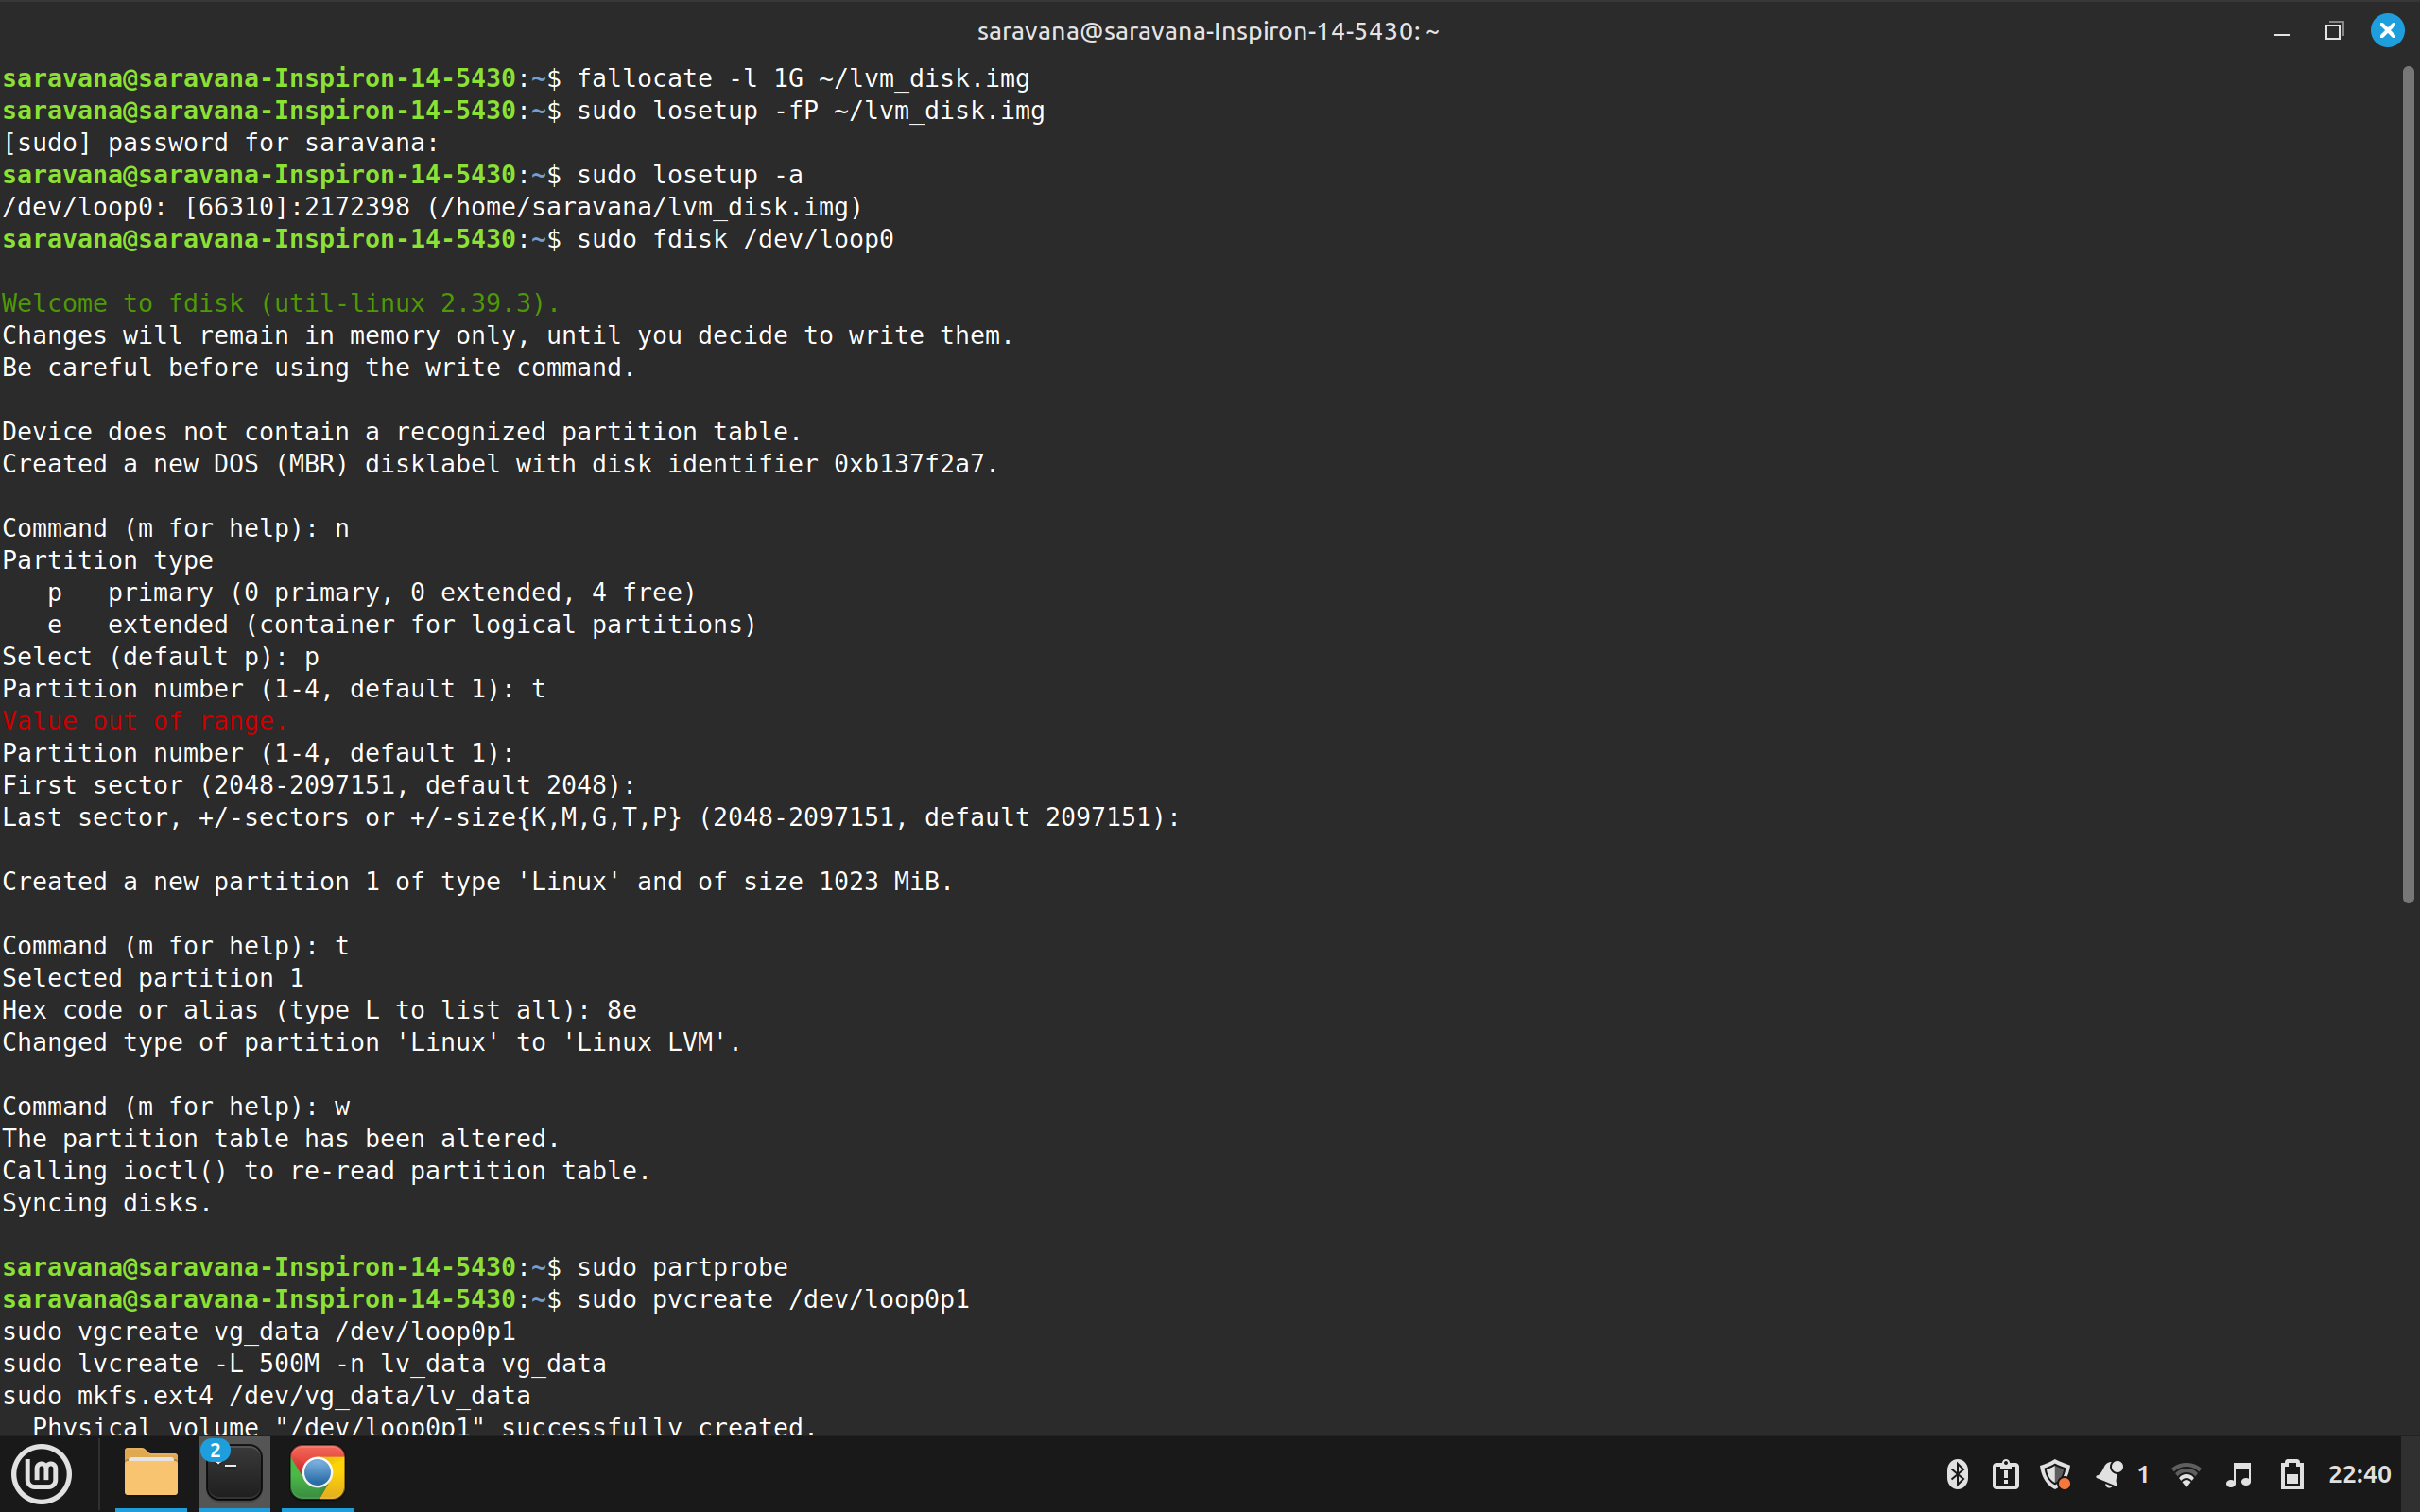 saravana@saravana-Inspiron-14-5430: ~
saravana@saravana-Inspiron-14-5430:~$ fallocate -l 1G ~/lvm_disk.img
saravana@saravana-Inspiron-14-5430:~$ sudo losetup -fP ~/lvm_disk.img
[sudo] password for saravana:
saravana@saravana-Inspiron-14-5430:~$ sudo losetup -a
/dev/loop0: [66310]:2172398 (/home/saravana/lvm_disk.img)
saravana@saravana-Inspiron-14-5430:~$ sudo fdisk /dev/loop0
Welcome to fdisk (util-linux 2.39.3).
Changes will remain in memory only, until you decide to write them.
Be careful before using the write command.
Device does not contain a recognized partition table.
Created a new DOS (MBR) disklabel with disk identifier 0xb137f2a7.
Command (m for help): n
Partition type
   p   primary (0 primary, 0 extended, 4 free)
   e   extended (container for logical partitions)
Select (default p): p
Partition number (1-4, default 1): t
Value out of range.
Partition number (1-4, default 1):
First sector (2048-2097151, default 2048):
Last sector, +/-sectors or +/-size{K,M,G,T,P} (2048-2097151, default 2097151):
Created a new partition 1 of type 'Linux' and of size 1023 MiB.
Command (m for help): t
Selected partition 1
Hex code or alias (type L to list all): 8e
Changed type of partition 'Linux' to 'Linux LVM'.
Command (m for help): w
The partition table has been altered.
Calling ioctl() to re-read partition table.
Syncing disks.
saravana@saravana-Inspiron-14-5430:~$ sudo partprobe
saravana@saravana-Inspiron-14-5430:~$ sudo pvcreate /dev/loop0p1
sudo vgcreate vg_data /dev/loop0p1
sudo lvcreate -L 500M -n lv_data vg_data
sudo mkfs.ext4 /dev/vg_data/lv_data
  Physical volume "/dev/loop0p1" successfully created.
2
1
22:40